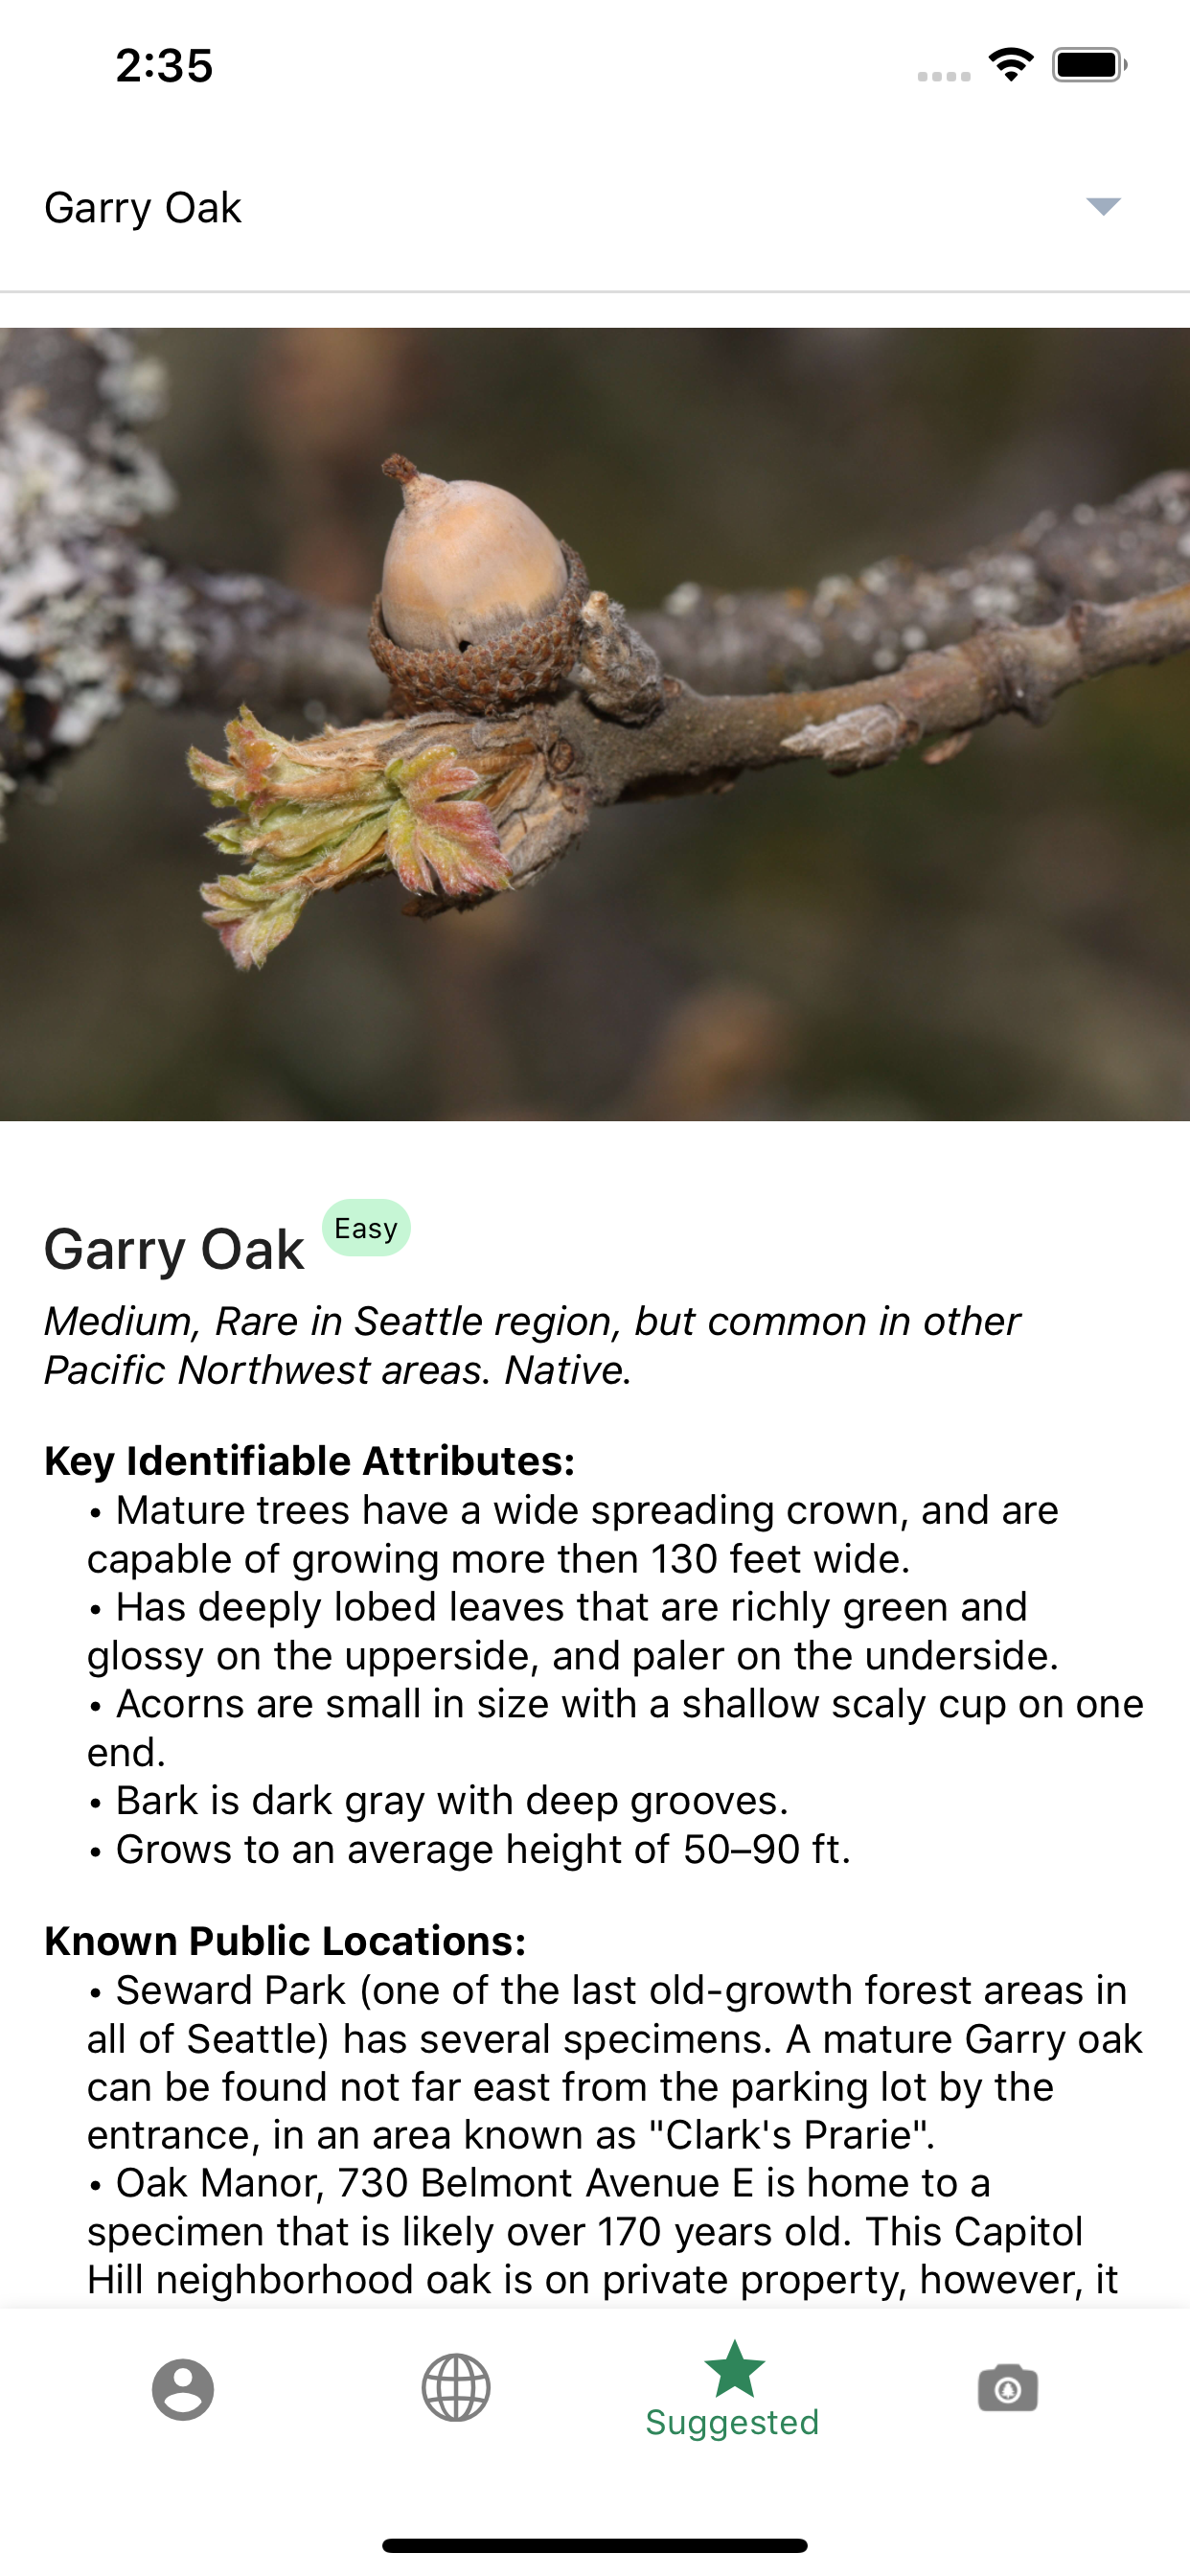 2:35
Garry Oak
Garry Oak Easy
Medium, Rare in Seattle region, but common in other
Pacific Northwest areas. Native.
Key Identifiable Attributes:
• Mature trees have a wide spreading crown, and are
capable of growing more then 130 feet wide.
• Has deeply lobed leaves that are richly green and
glossy on the upperside, and paler on the underside.
• Acorns are small in size with a shallow scaly cup on one
end.
• Bark is dark gray with deep grooves.
• Grows to an average height of 50–90 ft.
Known Public Locations:
• Seward Park (one of the last old-growth forest areas in
all of Seattle) has several specimens. A mature Garry oak
can be found not far east from the parking lot by the
entrance, in an area known as "Clark's Prarie".
• Oak Manor, 730 Belmont Avenue E is home to a
specimen that is likely over 170 years old. This Capitol
Hill neighborhood oak is on private property, however, it
Suggested